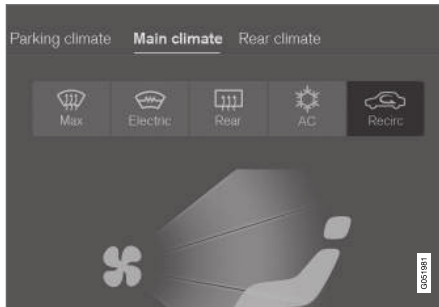 Parking climate Main climate Rear climate
Max Electric Rear AC Recirc
G051981